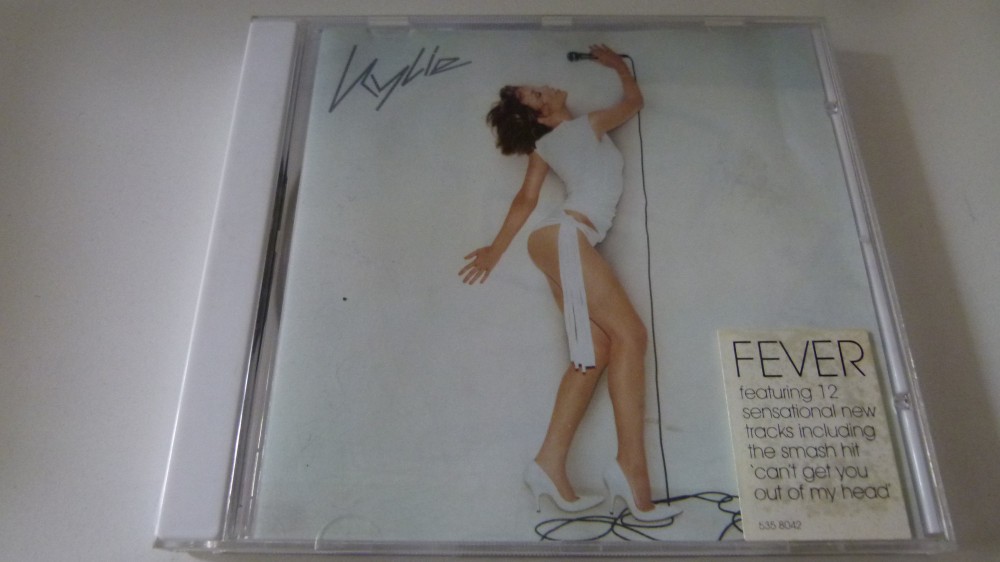 Kylie
FEVER
featuring 12
sensational new
tracks including
the smash hit
'can't get you
out of my head'
535 8042